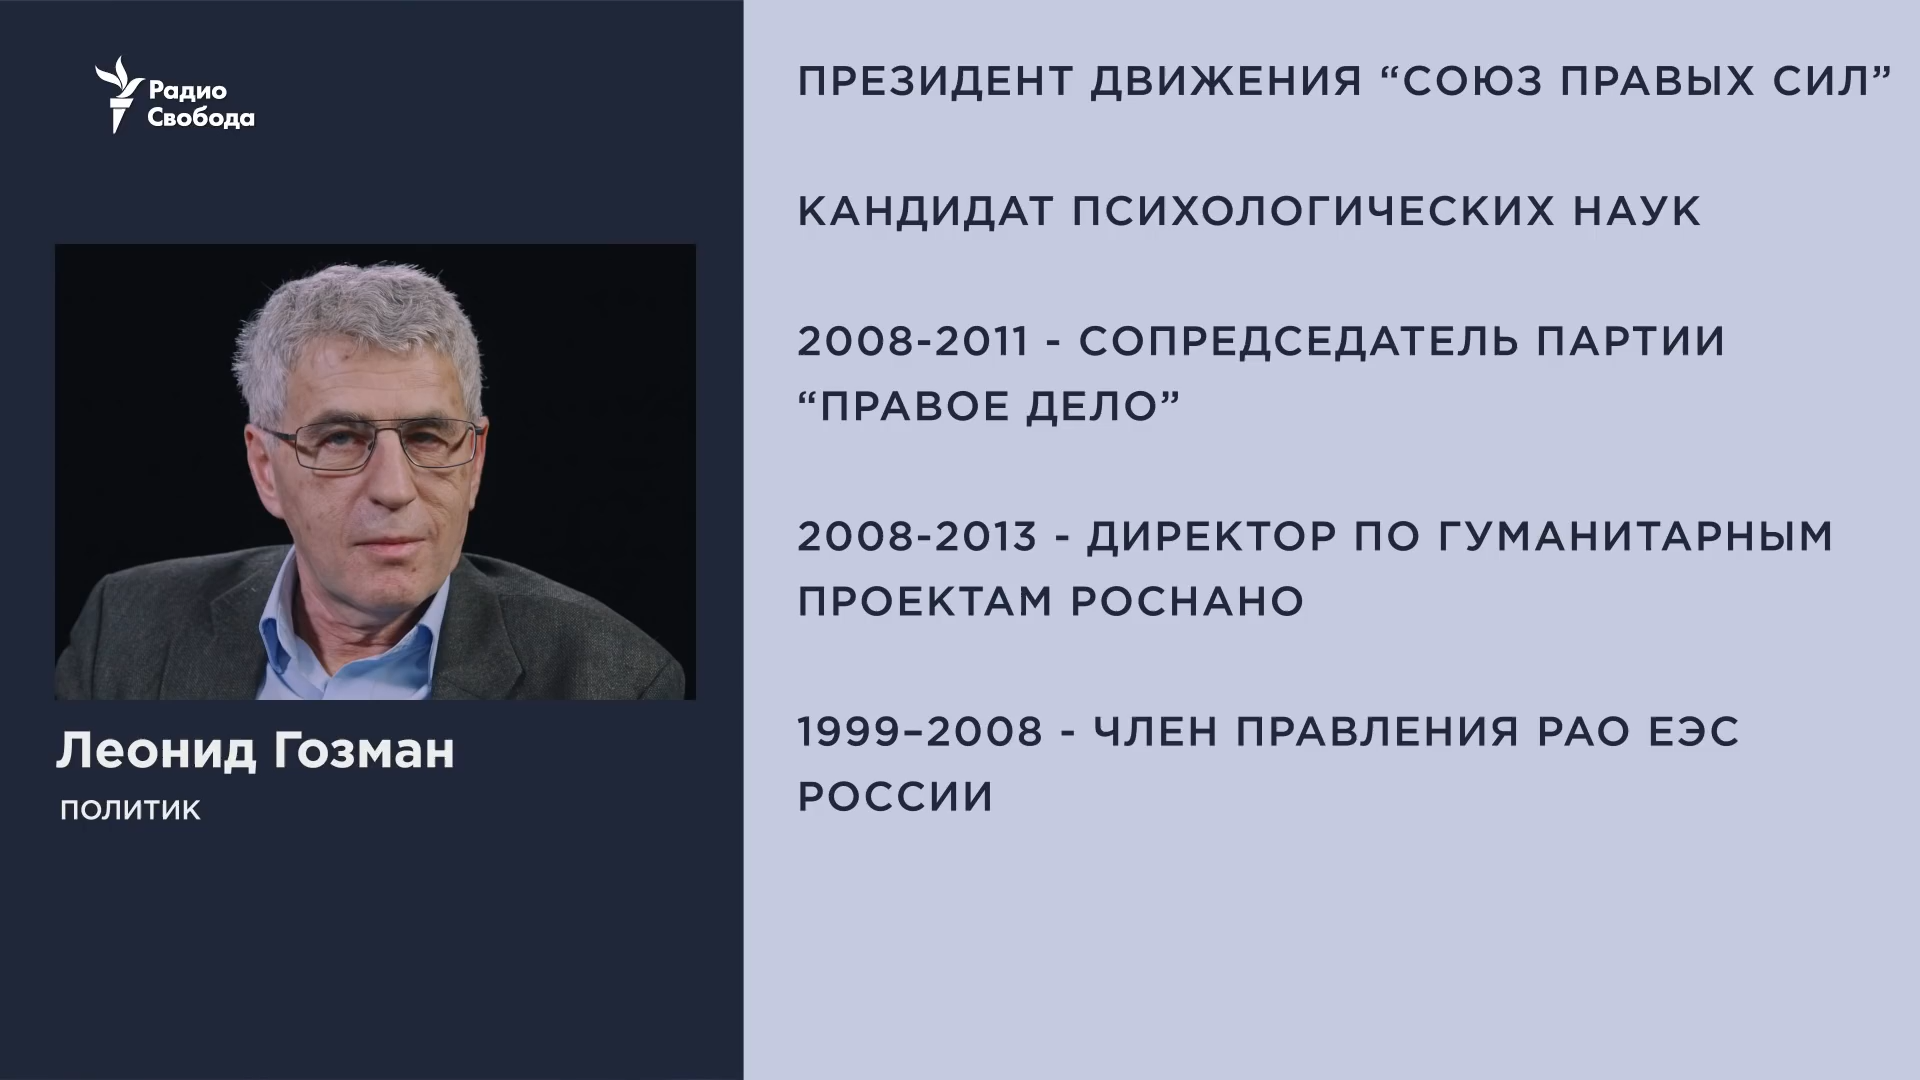 Радио
Свобода
Леонид Гозман
политик
ПРЕЗИДЕНТ ДВИЖЕНИЯ “СОЮЗ ПРАВЫХ СИЛ”
КАНДИДАТ ПСИХОЛОГИЧЕСКИХ НАУК
2008-2011 - СОПРЕДСЕДАТЕЛЬ ПАРТИИ
“ПРАВОЕ ДЕЛО”
2008-2013 - ДИРЕКТОР ПО ГУМАНИТАРНЫМ
ПРОЕКТАМ РОСНАНО
1999–2008 - ЧЛЕН ПРАВЛЕНИЯ РАО ЕЭС
РОССИИ